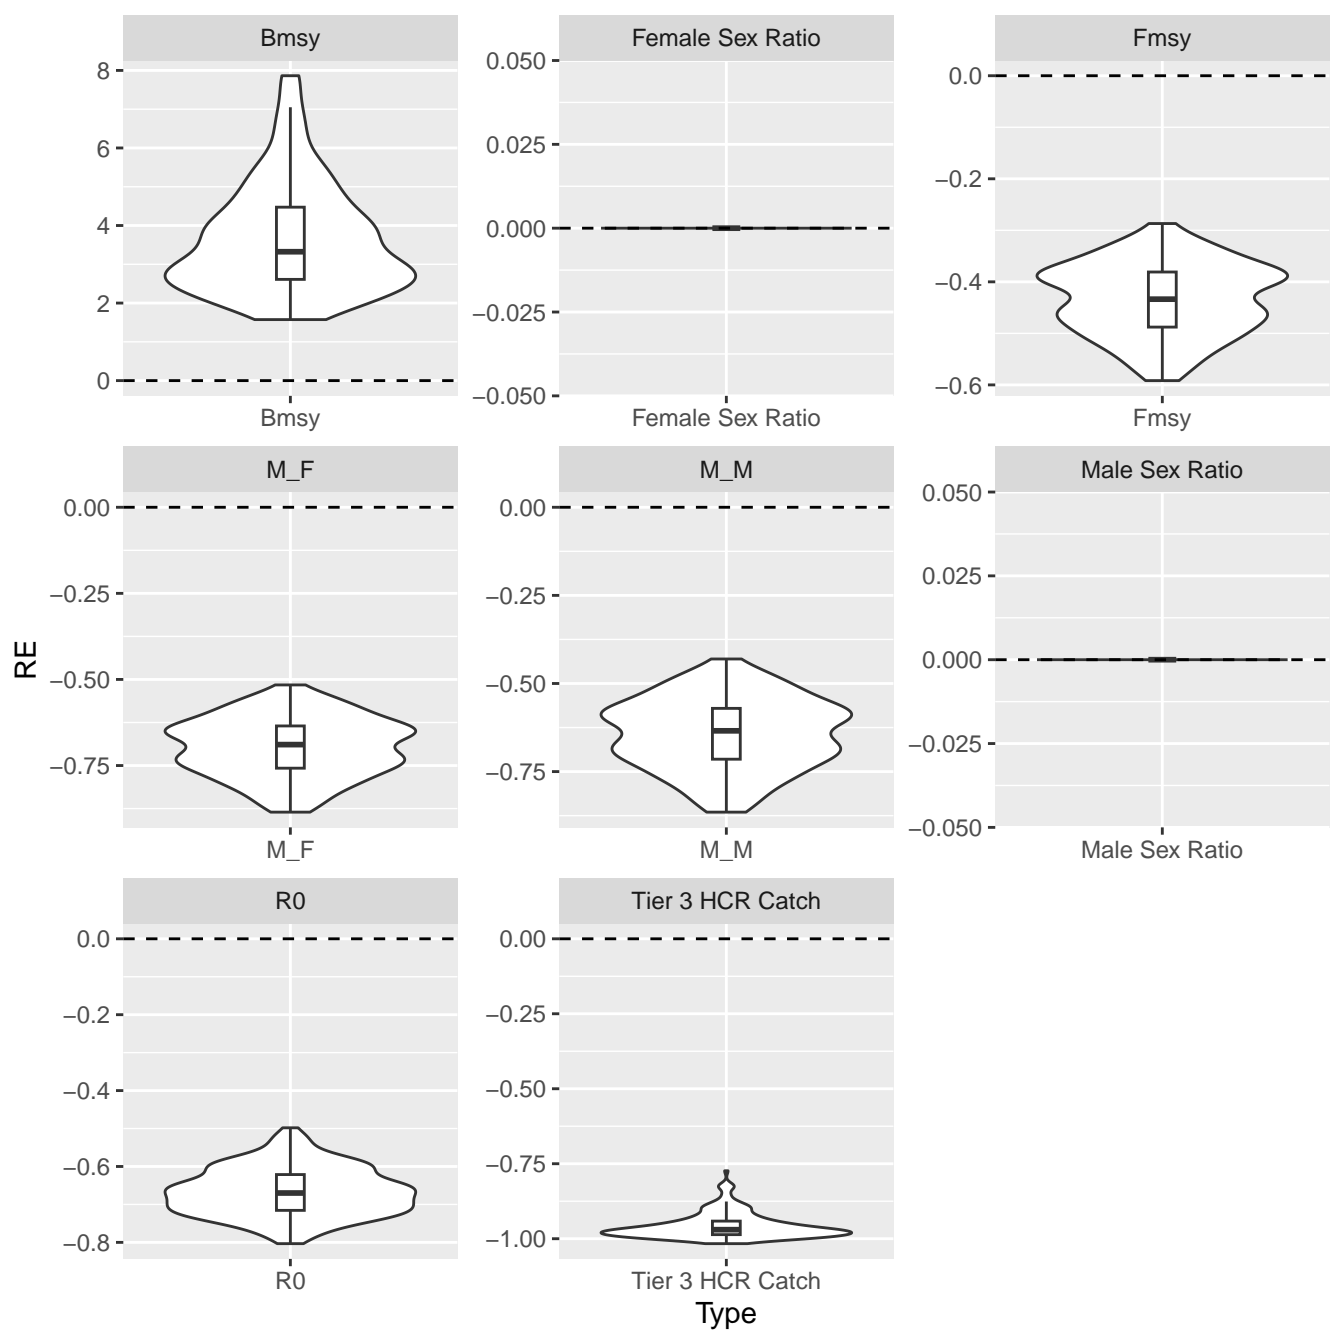 Bmsy
Female Sex Ratio
Fmsy
8
6
4
2
0
0.050
0.025
0.000
−0.025
−0.050
0.0
−0.2
−0.4
−0.6
Bmsy
Female Sex Ratio
Fmsy
M_F
M_M
Male Sex Ratio
0.00
−0.25
−0.50
−0.75
0.00
−0.25
−0.50
−0.75
0.050
0.025
0.000
−0.025
−0.050
M_F
M_M
Male Sex Ratio
RE
R0
Tier 3 HCR Catch
0.0
−0.2
−0.4
−0.6
−0.8
0.00
−0.25
−0.50
−0.75
−1.00
R0
Tier 3 HCR Catch
Type